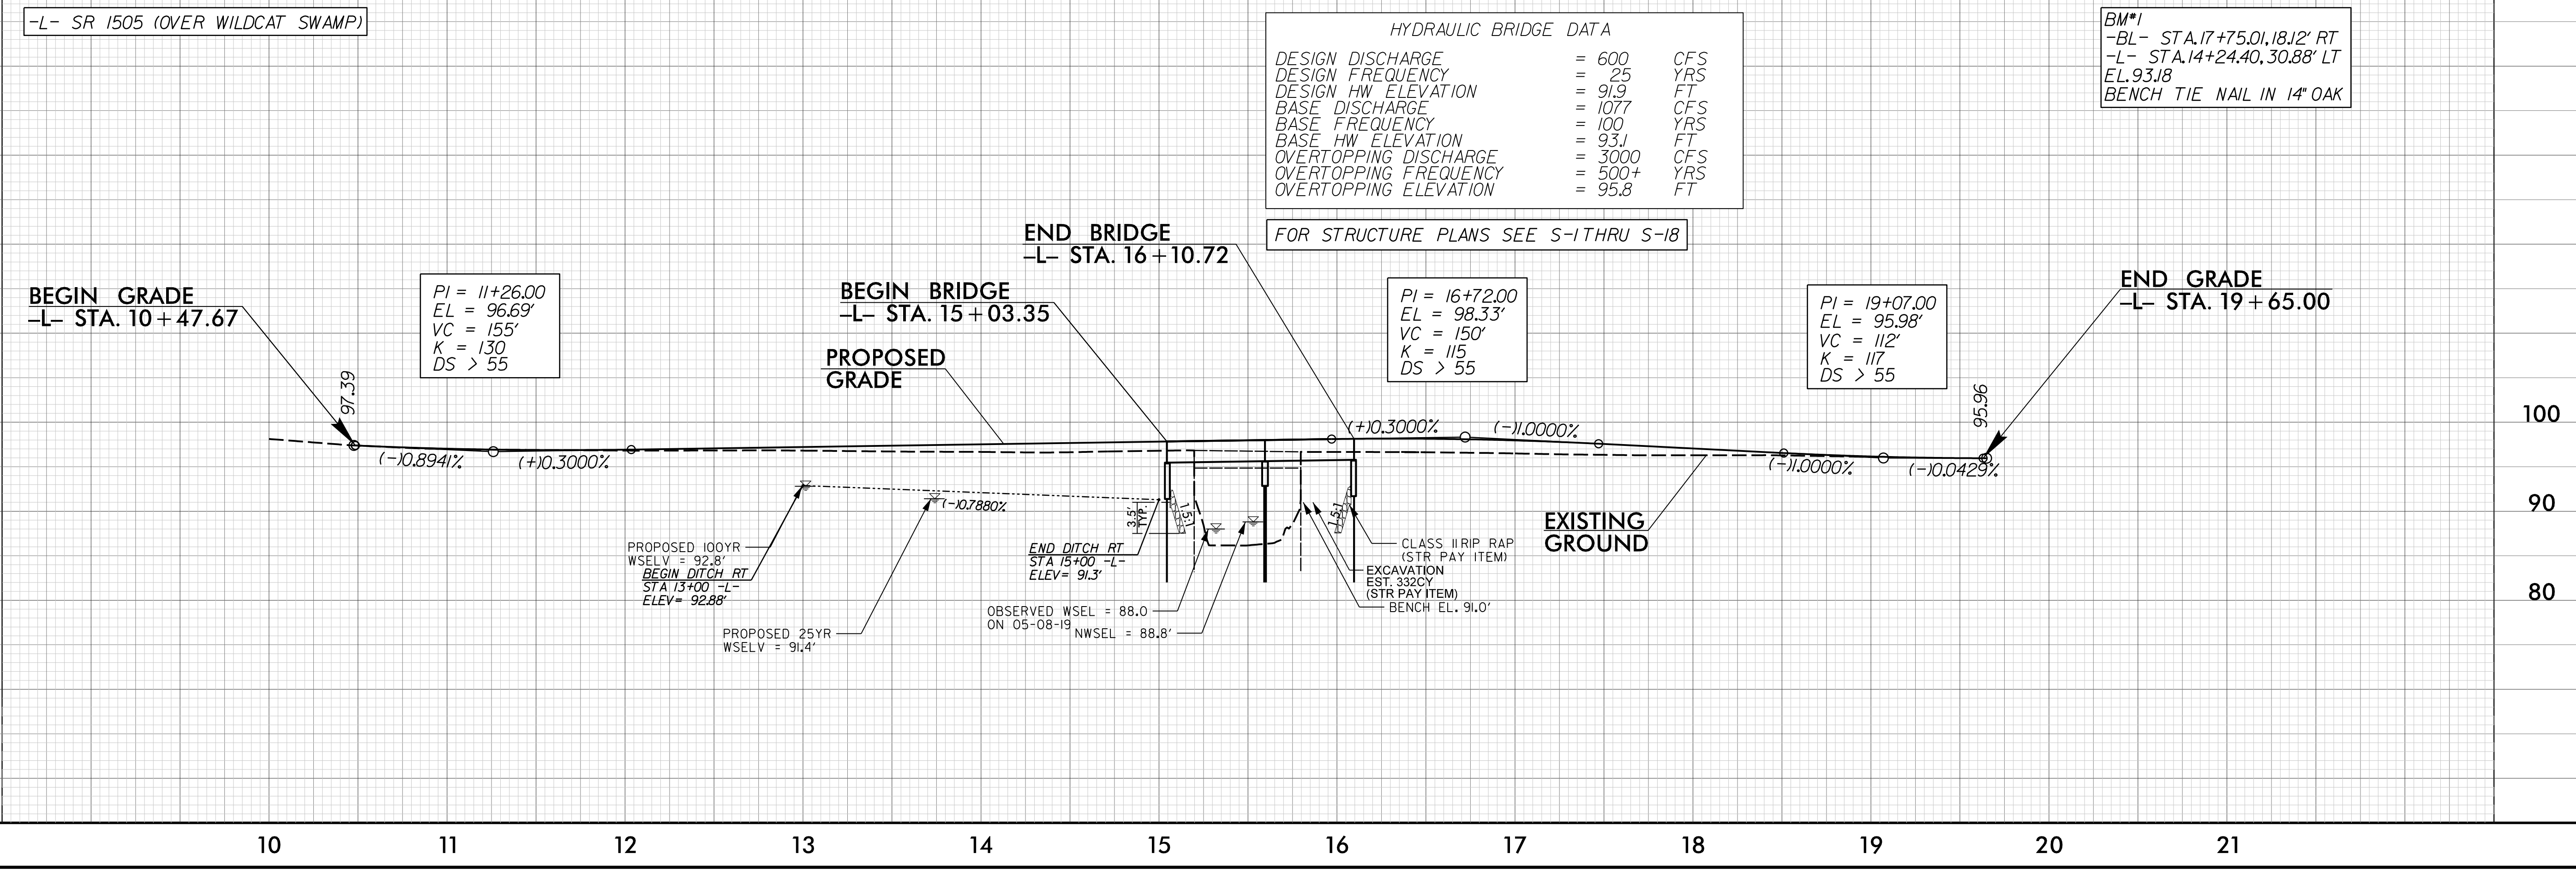 -L- SR 1505 (OVER WILDCAT SWAMP)
HYDRAULIC BRIDGE DATA
DESIGN DISCHARGE = 600 CFS
DESIGN FREQUENCY = 25 YRS
DESIGN HW ELEVATION = 91.9 FT
BASE DISCHARGE = 1077 CFS
BASE FREQUENCY = 100 YRS
BASE HW ELEVATION = 93.1 FT
OVERTOPPING DISCHARGE = 3000 CFS
OVERTOPPING FREQUENCY = 500+ YRS
OVERTOPPING ELEVATION = 95.8 FT
BM#1
-BL- STA.17+75.01,18.12' RT
-L- STA.14+24.40,30.88' LT
EL.93.18
BENCH TIE NAIL IN 14" OAK
FOR STRUCTURE PLANS SEE S-1 THRU S-18
END BRIDGE
-L- STA. 16+10.72
BEGIN GRADE
-L- STA. 10+47.67
PI = 11+26.00
EL = 96.69'
VC = 155'
K = 130
DS > 55
BEGIN BRIDGE
-L- STA. 15+03.35
PROPOSED
GRADE
PI = 16+72.00
EL = 98.33'
VC = 150'
K = 115
DS > 55
PI = 19+07.00
EL = 95.98'
VC = 112'
K = 117
DS > 55
END GRADE
-L- STA. 19+65.00
97.39
95.96
(-)0.8941%
(+)0.3000%
(+)0.3000%
(-)1.0000%
(-)1.0000%
(-)0.0429%
(-)0.7880%
100
90
80
3.5'
TYP.
1.5:1
1.5:1
PROPOSED 100YR
WSELV = 92.8'
BEGIN DITCH RT
STA 13+00 -L-
ELEV= 92.88'
PROPOSED 25YR
WSELV = 91.4'
END DITCH RT
STA 15+00 -L-
ELEV= 91.3'
OBSERVED WSEL = 88.0
ON 05-08-19
NWSEL = 88.8'
CLASS II RIP RAP
(STR PAY ITEM)
EXCAVATION
EST. 332CY
(STR PAY ITEM)
BENCH EL. 91.0'
EXISTING
GROUND
10 11 12 13 14 15 16 17 18 19 20 21